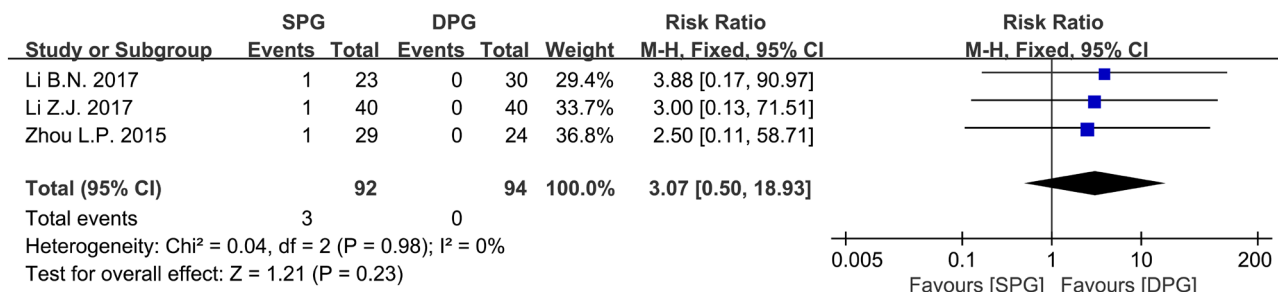 SPG DPG Risk Ratio Risk Ratio
Study or Subgroup Events Total Events Total Weight M-H, Fixed, 95% CI M-H, Fixed, 95% CI
Li B.N. 2017 1 23 0 30 29.4% 3.88 [0.17, 90.97]
Li Z.J. 2017 1 40 0 40 33.7% 3.00 [0.13, 71.51]
Zhou L.P. 2015 1 29 0 24 36.8% 2.50 [0.11, 58.71]
Total (95% CI) 92 94 100.0% 3.07 [0.50, 18.93]
Total events 3 0
Heterogeneity: Chi² = 0.04, df = 2 (P = 0.98); I² = 0%
Test for overall effect: Z = 1.21 (P = 0.23)
0.005 0.1 1 10 200
Favours [SPG] Favours [DPG]